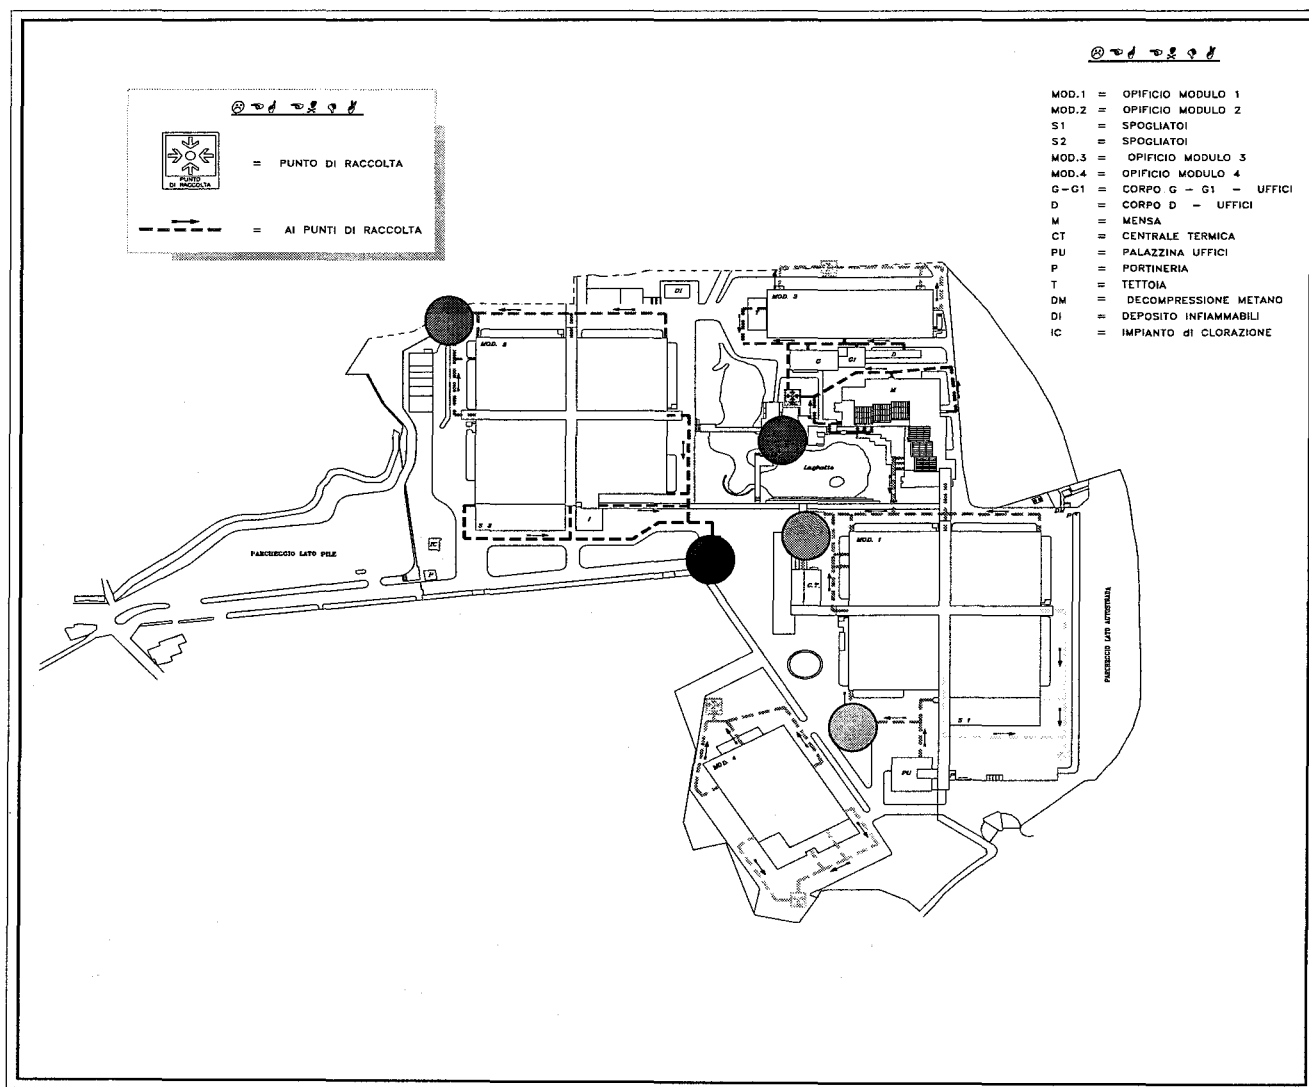 PUNTO
DI RACCOLTA
= PUNTO DI RACCOLTA
= AI PUNTI DI RACCOLTA
MOD.1 = OPIFICIO MODULO 1
MOD.2 = OPIFICIO MODULO 2
S1 = SPOGLIATOI
S2 = SPOGLIATOI
MOD.3 = OPIFICIO MODULO 3
MOD.4 = OPIFICIO MODULO 4
G-G1 = CORPO G - G1 - UFFICI
D = CORPO D - UFFICI
M = MENSA
CT = CENTRALE TERMICA
PU = PALAZZINA UFFICI
P = PORTINERIA
T = TETTOIA
DM = DECOMPRESSIONE METANO
DI = DEPOSITO INFIAMMABILI
IC = IMPIANTO di CLORAZIONE
DI
MOD. 3
T
MOD. 2
G
G1
D
M
Laghetto
DM
S 2
I
MOD. 1
PARCHEGGIO LATO PILE
IC
P
C.T.
PARCHEGGIO LATO AUTOSTRADA
S 1
MOD. 4
PU